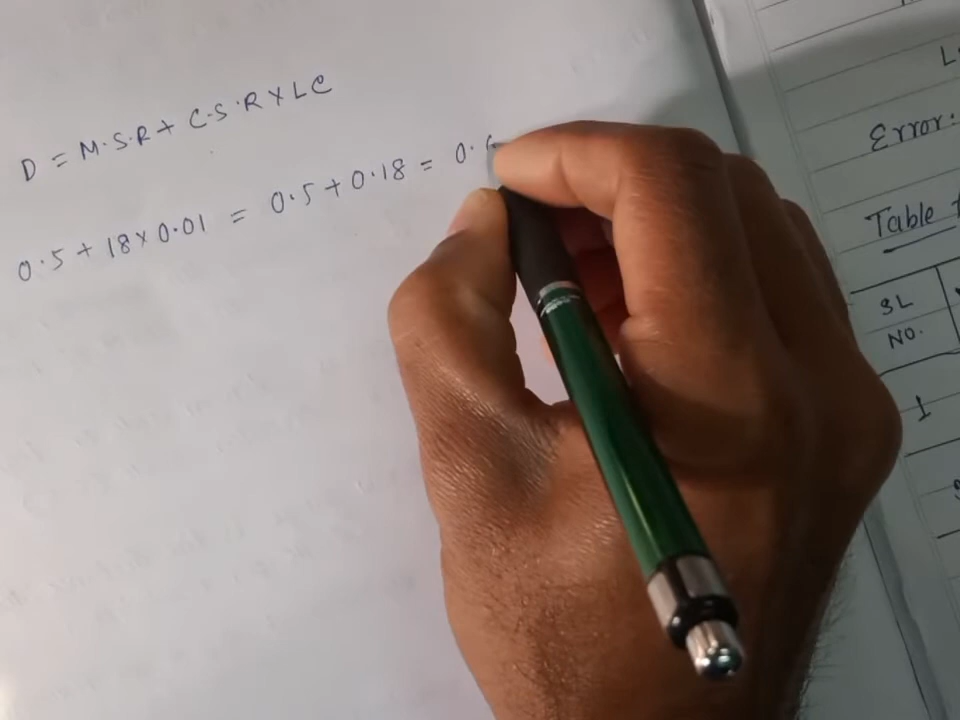 D = M.S.R + C.S.R X LC
0.5 + 18 x 0.01 = 0.5 + 0.18 = 0.6
Error:
Table
SL
NO.
1